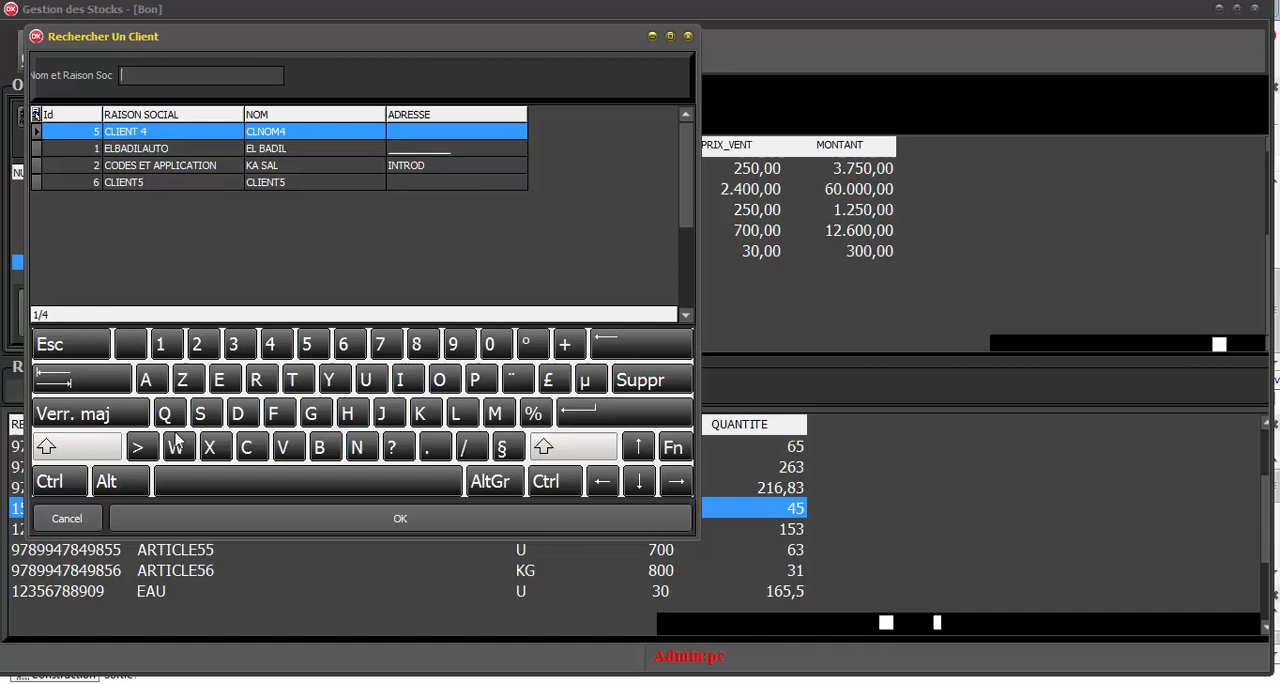 Gestion des Stocks - [Bon]
Rechercher Un Client
Nom et Raison Soc
Id RAISON SOCIAL NOM ADRESSE
5 CLIENT 4 CLNOM4
1 ELBADILAUTO EL BADIL
2 CODES ET APPLICATION KA SAL INTROD
6 CLIENT5 CLIENT5
1/4
PRIX_VENT MONTANT
250,00 3.750,00
2.400,00 60.000,00
250,00 1.250,00
700,00 12.600,00
30,00 300,00
Esc 1 2 3 4 5 6 7 8 9 0 º + ←
A Z E R T Y U I O P ¨ £ µ Suppr
Verr. maj Q S D F G H J K L M %
> W X C V B N ? . / § ↑ Fn
Ctrl Alt AltGr Ctrl ← ↓ →
Cancel OK
QUANTITE
65
263
216,83
45
153
9789947849855 ARTICLE55 U 700 63
9789947849856 ARTICLE56 KG 800 31
12356788909 EAU U 30 165,5
Admin:pc